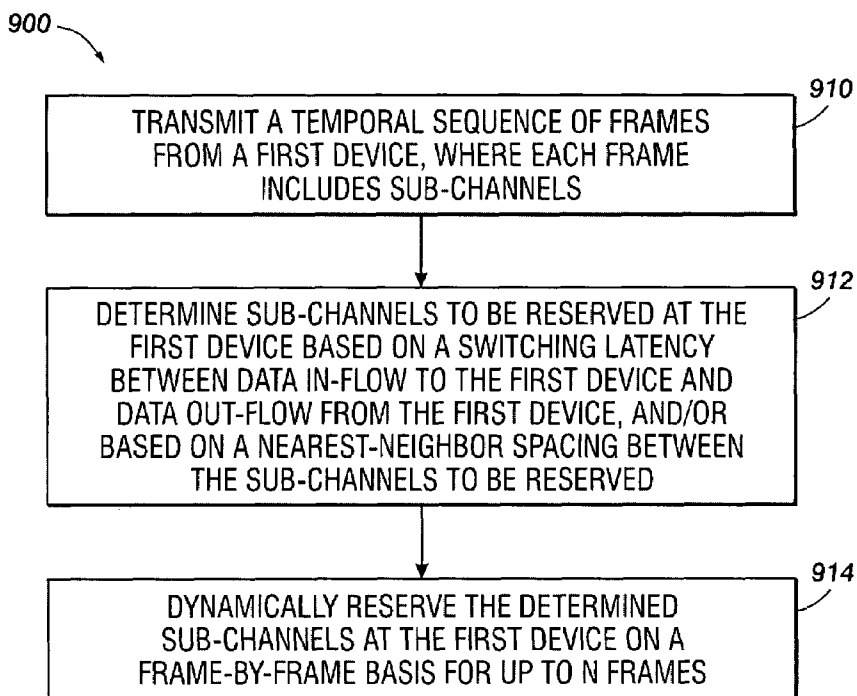 900
910
TRANSMIT A TEMPORAL SEQUENCE OF FRAMES
FROM A FIRST DEVICE, WHERE EACH FRAME
INCLUDES SUB-CHANNELS
912
DETERMINE SUB-CHANNELS TO BE RESERVED AT THE
FIRST DEVICE BASED ON A SWITCHING LATENCY
BETWEEN DATA IN-FLOW TO THE FIRST DEVICE AND
DATA OUT-FLOW FROM THE FIRST DEVICE, AND/OR
BASED ON A NEAREST-NEIGHBOR SPACING BETWEEN
THE SUB-CHANNELS TO BE RESERVED
914
DYNAMICALLY RESERVE THE DETERMINED
SUB-CHANNELS AT THE FIRST DEVICE ON A
FRAME-BY-FRAME BASIS FOR UP TO N FRAMES